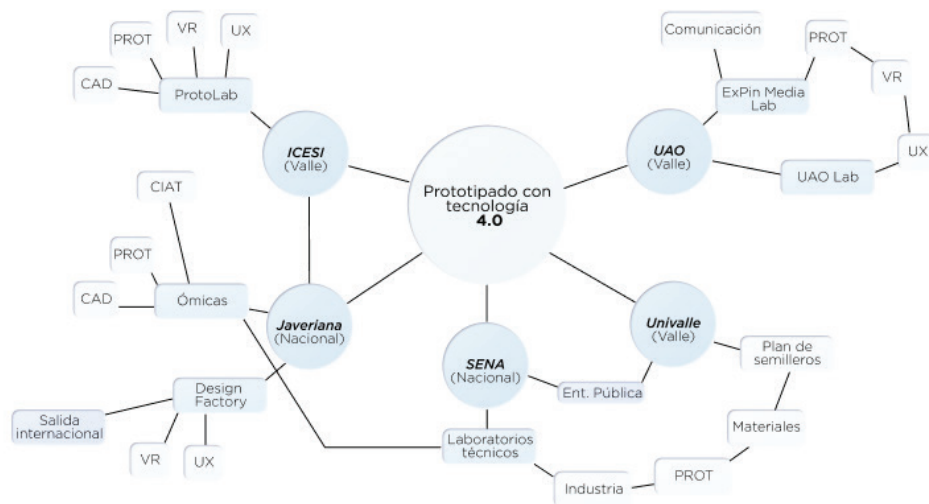 VR
UX
PROT
CAD
ProtoLab
ICESI
(Valle)
Comunicación
PROT
ExPin Media
Lab
VR
UX
UAO
(Valle)
UAO Lab
Prototipado con
tecnología
4.0
CIAT
PROT
CAD
Ómicas
Javeriana
(Nacional)
Design
Factory
Salida
internacional
VR
UX
SENA
(Nacional)
Ent. Pública
Univalle
(Valle)
Plan de
semilleros
Materiales
PROT
Industria
Laboratorios
técnicos